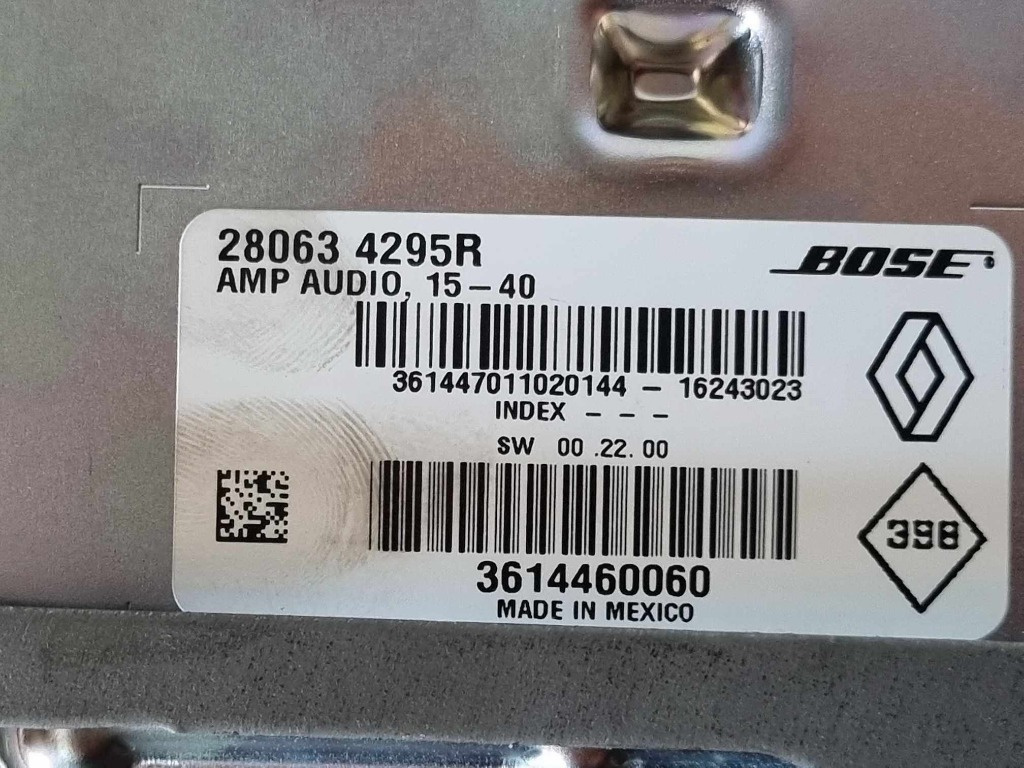 28063 4295R
BOSE
AMP AUDIO, 15-40
361447011020144 - 16243023
INDEX - - -
SW 00 .22. 00
398
3614460060
MADE IN MEXICO